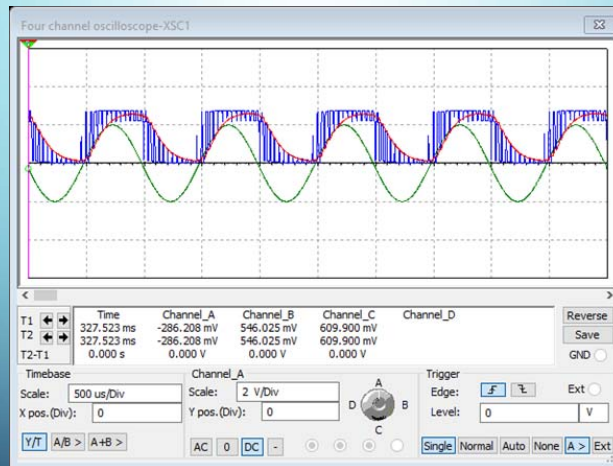 Four channel oscilloscope-XSC1
Time Channel_A Channel_B Channel_C Channel_D
T1 327.523 ms -286.208 mV 546.025 mV 609.900 mV
T2 327.523 ms -286.208 mV 546.025 mV 609.900 mV
T2-T1 0.000 s 0.000 V 0.000 V 0.000 V
Reverse
Save
GND
Timebase
Scale: 500 us/Div
X pos.(Div): 0
Y/T A/B > A+B >
Channel_A
Scale: 2 V/Div
Y pos.(Div): 0
AC 0 DC -
A
D B
C
Trigger
Edge: Ext
Level: 0 V
Single Normal Auto None A > Ext